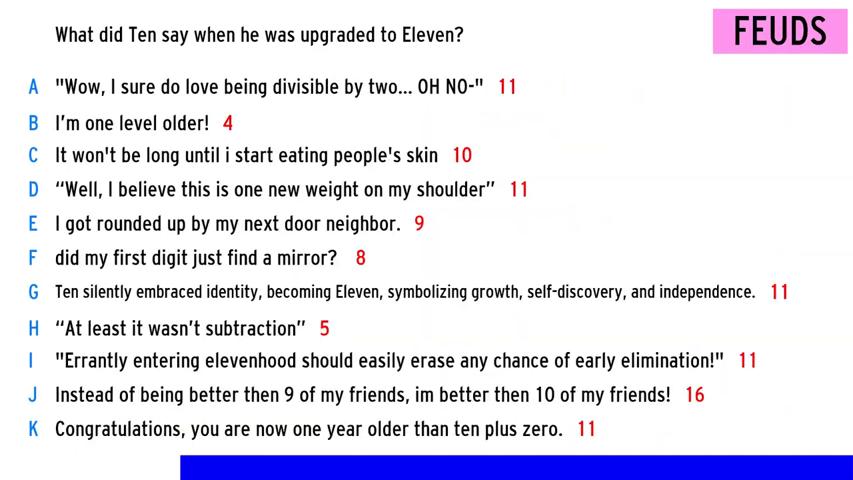 What did Ten say when he was upgraded to Eleven?
FEUDS
A "Wow, I sure do love being divisible by two... OH NO-" 11
B I'm one level older! 4
C It won't be long until i start eating people's skin 10
D “Well, I believe this is one new weight on my shoulder” 11
E I got rounded up by my next door neighbor. 9
F did my first digit just find a mirror? 8
G Ten silently embraced identity, becoming Eleven, symbolizing growth, self-discovery, and independence. 11
H “At least it wasn't subtraction” 5
I "Errantly entering elevenhood should easily erase any chance of early elimination!" 11
J Instead of being better then 9 of my friends, im better then 10 of my friends! 16
K Congratulations, you are now one year older than ten plus zero. 11